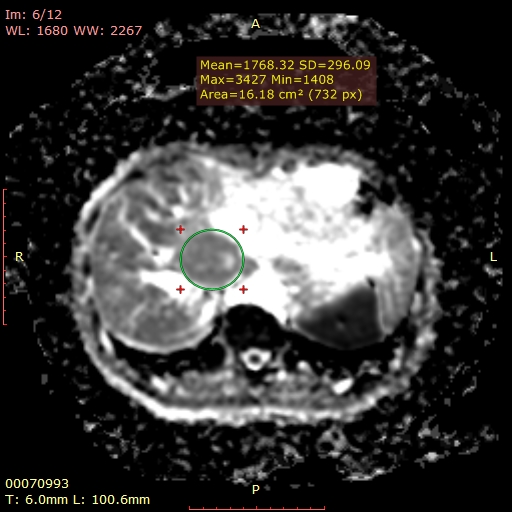 Im: 6/12
WL: 1680 WW: 2267
A
Mean=1768.32 SD=296.09
Max=3427 Min=1408
Area=16.18 cm² (732 px)
R
L
00070993
T: 6.0mm L: 100.6mm
P